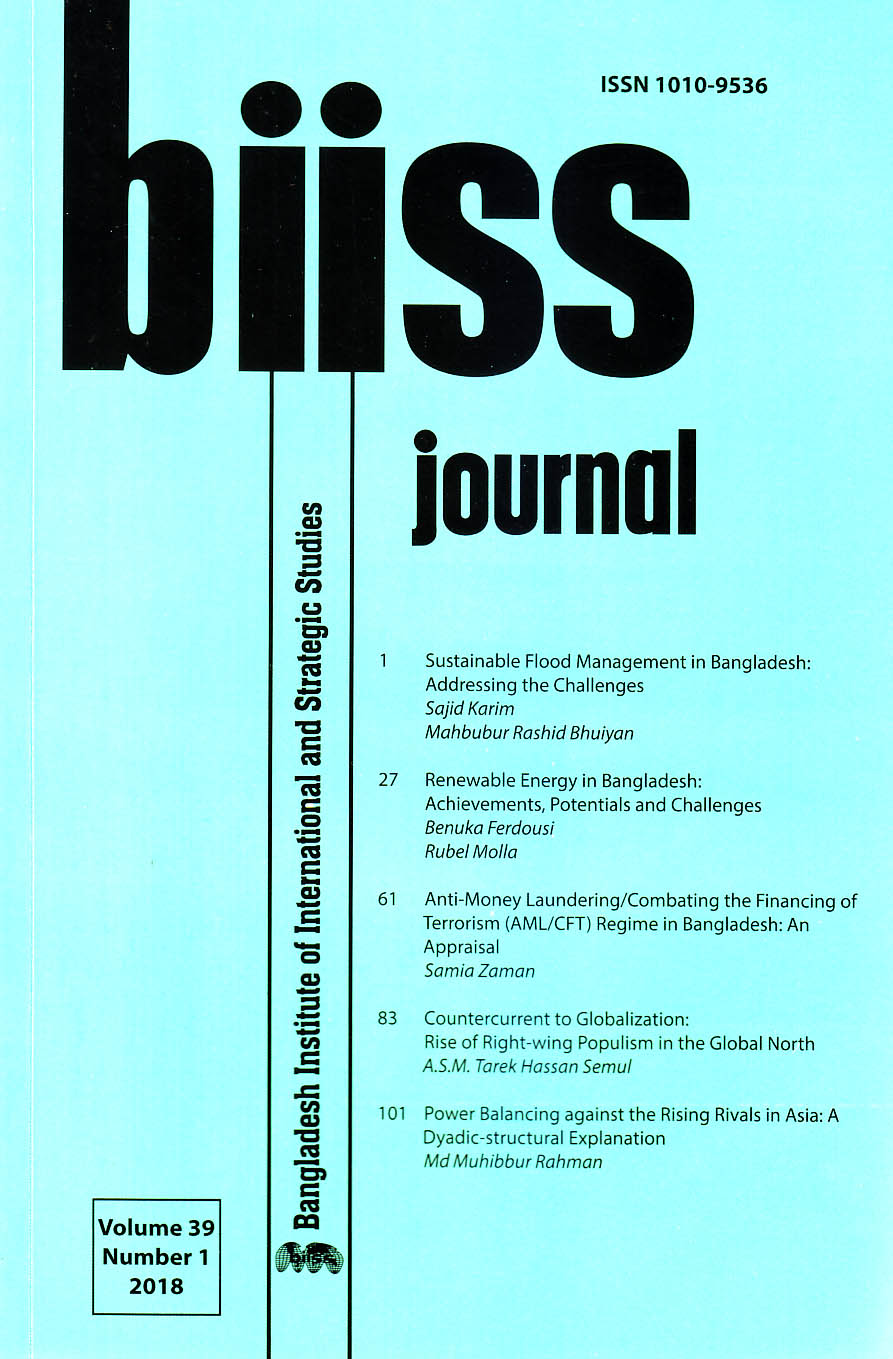 ISSN 1010-9536
biiss
journal
Bangladesh Institute of International and Strategic Studies
1 Sustainable Flood Management in Bangladesh:
Addressing the Challenges
Sajid Karim
Mahbubur Rashid Bhuiyan
27 Renewable Energy in Bangladesh:
Achievements, Potentials and Challenges
Benuka Ferdousi
Rubel Molla
61 Anti-Money Laundering/Combating the Financing of
Terrorism (AML/CFT) Regime in Bangladesh: An
Appraisal
Samia Zaman
83 Countercurrent to Globalization:
Rise of Right-wing Populism in the Global North
A.S.M. Tarek Hassan Semul
101 Power Balancing against the Rising Rivals in Asia: A
Dyadic-structural Explanation
Md Muhibbur Rahman
Volume 39
Number 1
2018
biiss